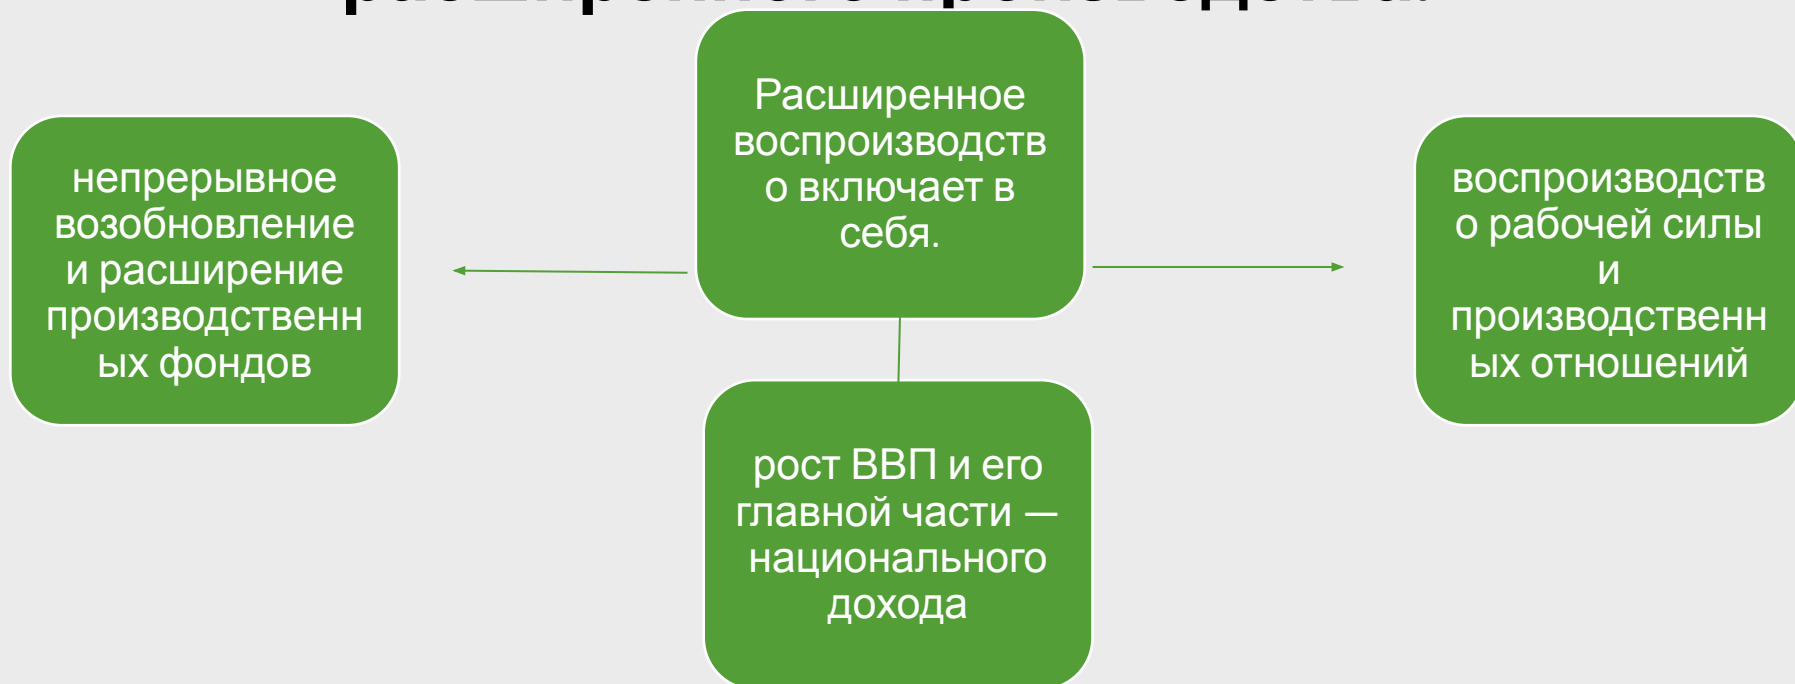 Расширенное
воспроизводств
о включает в
себя.
непрерывное
возобновление
и расширение
производственн
ых фондов
воспроизводств
о рабочей силы
и
производственн
ых отношений
рост ВВП и его
главной части —
национального
дохода